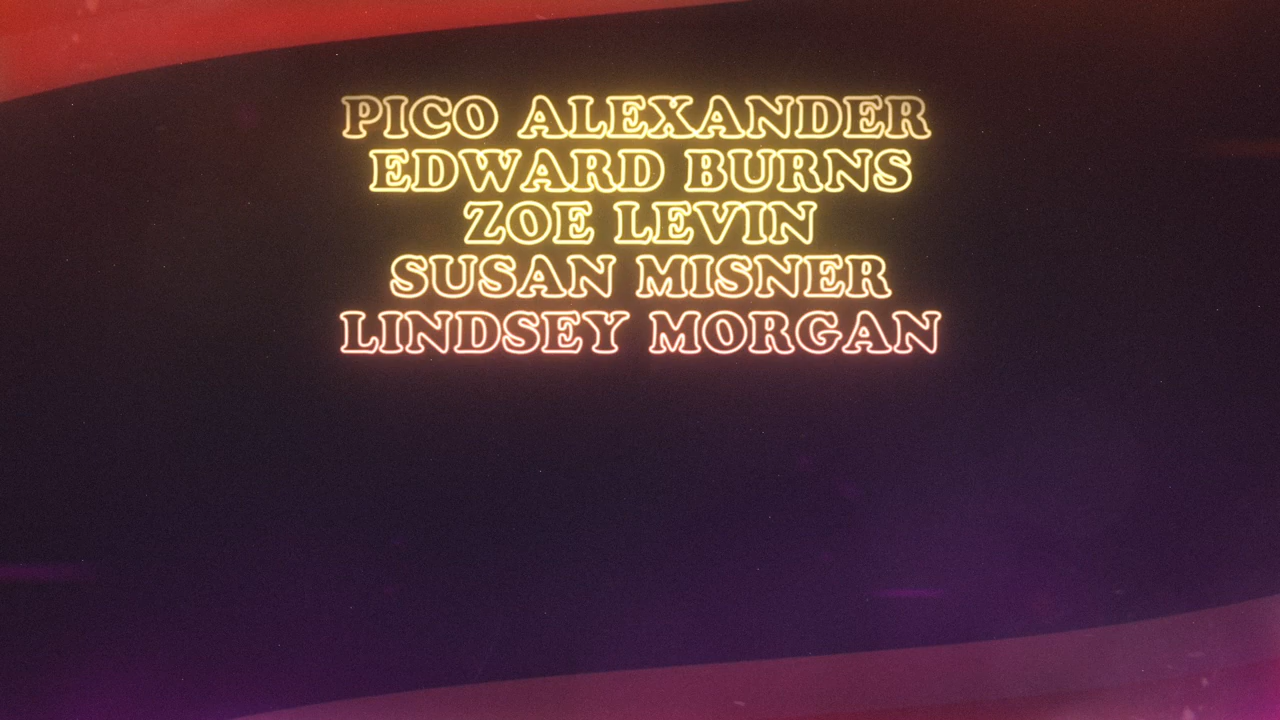 PICO ALEXANDER
EDWARD BURNS
ZOE LEVIN
SUSAN MISNER
LINDSEY MORGAN